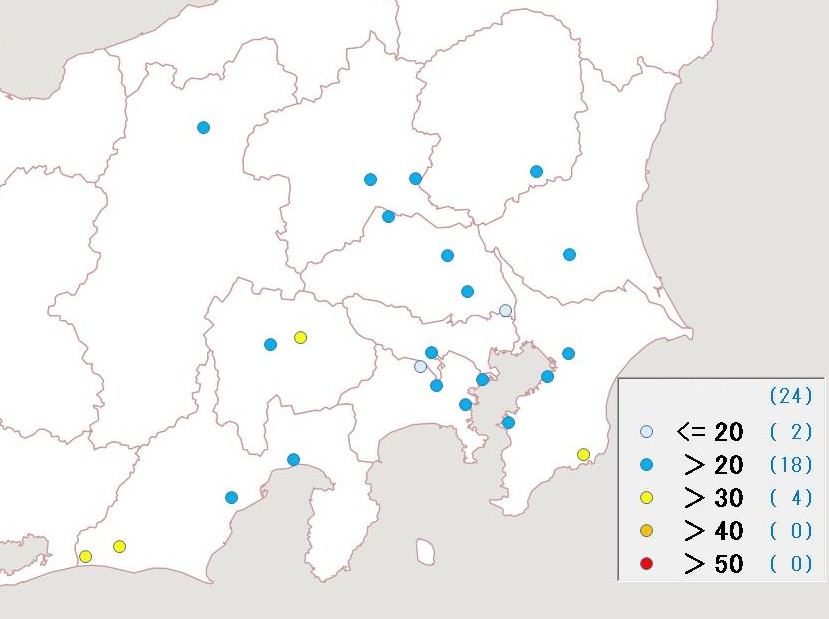 (24)
<= 20 ( 2)
> 20 (18)
> 30 ( 4)
> 40 ( 0)
> 50 ( 0)